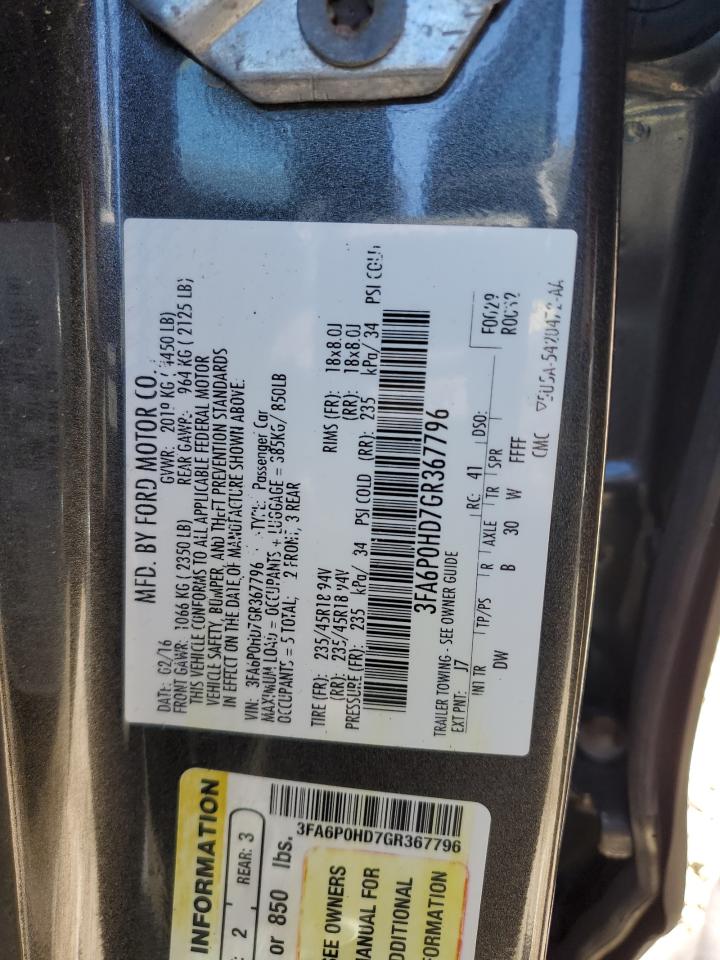 MFD. BY FORD MOTOR CO.
DATE: 02/16 GVWR: 2019 KG ( 4450 LB)
FRONT GAWR: 1066 KG ( 2350 LB) REAR GAWR: 964 KG ( 2125 LB)
THIS VEHICLE CONFORMS TO ALL APPLICABLE FEDERAL MOTOR
VEHICLE SAFETY, BUMPER, AND THEFT PREVENTION STANDARDS
IN EFFECT ON THE DATE OF MANUFACTURE SHOWN ABOVE.
VIN: 3FA6P0HD7GR367796 TYPE: Passenger Car
MAXIMUM LOAD = OCCUPANTS + LUGGAGE = 385KG/ 850LB
OCCUPANTS = 5 TOTAL; 2 FRONT, 3 REAR
TIRE (FR): 235/45R18 94V RIMS (FR): 18x8.0J
(RR): 235/45R18 94V (RR): 18x8.0J
PRESSURE (FR): 235 kPa/ 34 PSI COLD (RR): 235 kPa/ 34 PSI COLD
3FA6P0HD7GR367796
TRAILER TOWING - SEE OWNER GUIDE
EXT PNT: J7 RC: 41 DSO: F0629
INT TR TP/PS R AXLE TR SPR
DW B 30 W FFFF
CMC
INFORMATION
2 REAR: 3
or 850 lbs.
3FA6P0HD7GR367796
SEE OWNERS
MANUAL FOR
ADDITIONAL
INFORMATION